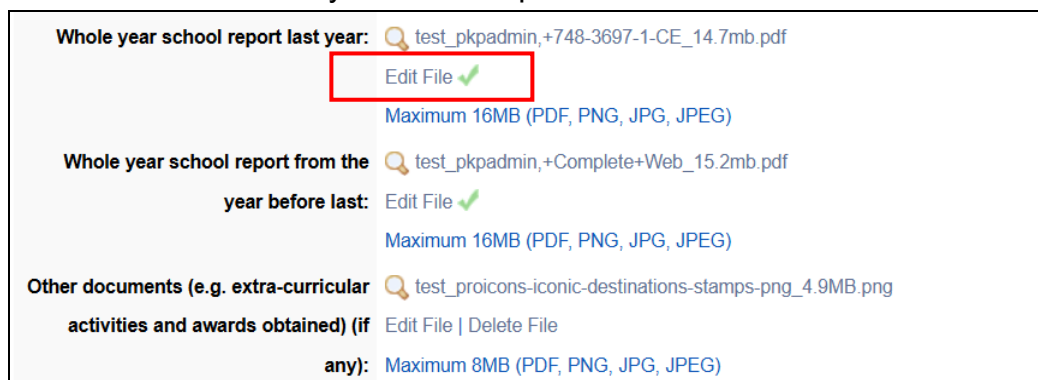 Whole year school report last year: test_pkpadmin,+748-3697-1-CE_14.7mb.pdf
Edit File
Maximum 16MB (PDF, PNG, JPG, JPEG)
Whole year school report from the test_pkpadmin,+Complete+Web_15.2mb.pdf
year before last: Edit File
Maximum 16MB (PDF, PNG, JPG, JPEG)
Other documents (e.g. extra-curricular test_proicons-iconic-destinations-stamps-png_4.9MB.png
activities and awards obtained) (if Edit File | Delete File
any): Maximum 8MB (PDF, PNG, JPG, JPEG)